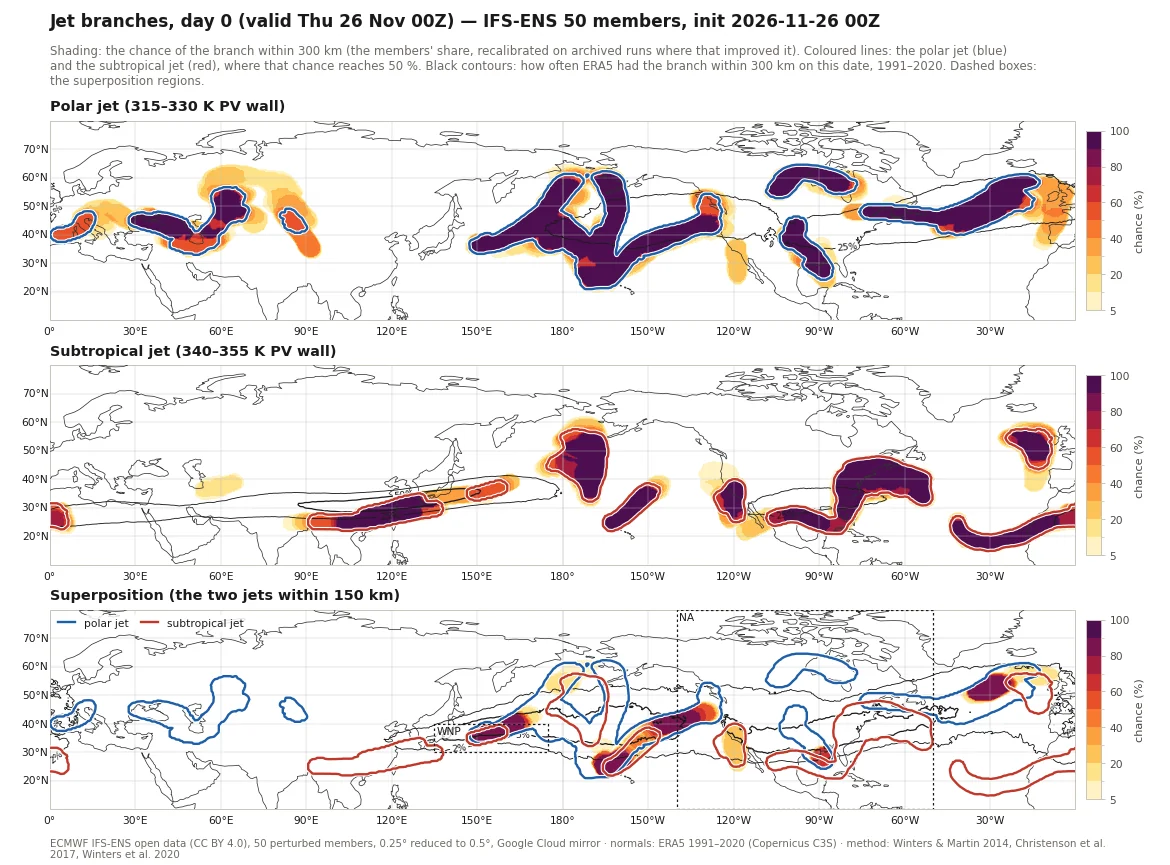 Jet branches, day 0 (valid Thu 26 Nov 00Z) — IFS-ENS 50 members, init 2026-11-26 00Z
Shading: the chance of the branch within 300 km (the members' share, recalibrated on archived runs where that improved it). Coloured lines: the polar jet (blue)
and the subtropical jet (red), where that chance reaches 50 %. Black contours: how often ERA5 had the branch within 300 km on this date, 1991–2020. Dashed boxes:
the superposition regions.
Polar jet (315–330 K PV wall)
70°N
60°N
50°N
40°N
30°N
20°N
25%
0°
30°E
60°E
90°E
120°E
150°E
180°
150°W
120°W
90°W
60°W
30°W
100
80
60
40
20
5
chance (%)
Subtropical jet (340–355 K PV wall)
70°N
60°N
50°N
40°N
30°N
20°N
0°
30°E
60°E
90°E
120°E
150°E
180°
150°W
120°W
90°W
60°W
30°W
100
80
60
40
20
5
chance (%)
Superposition (the two jets within 150 km)
polar jet
subtropical jet
NA
WNP
2%
5%
70°N
60°N
50°N
40°N
30°N
20°N
0°
30°E
60°E
90°E
120°E
150°E
180°
150°W
120°W
90°W
60°W
30°W
100
80
60
40
20
5
chance (%)
ECMWF IFS-ENS open data (CC BY 4.0), 50 perturbed members, 0.25° reduced to 0.5°, Google Cloud mirror · normals: ERA5 1991–2020 (Copernicus C3S) · method: Winters & Martin 2014, Christenson et al.
2017, Winters et al. 2020